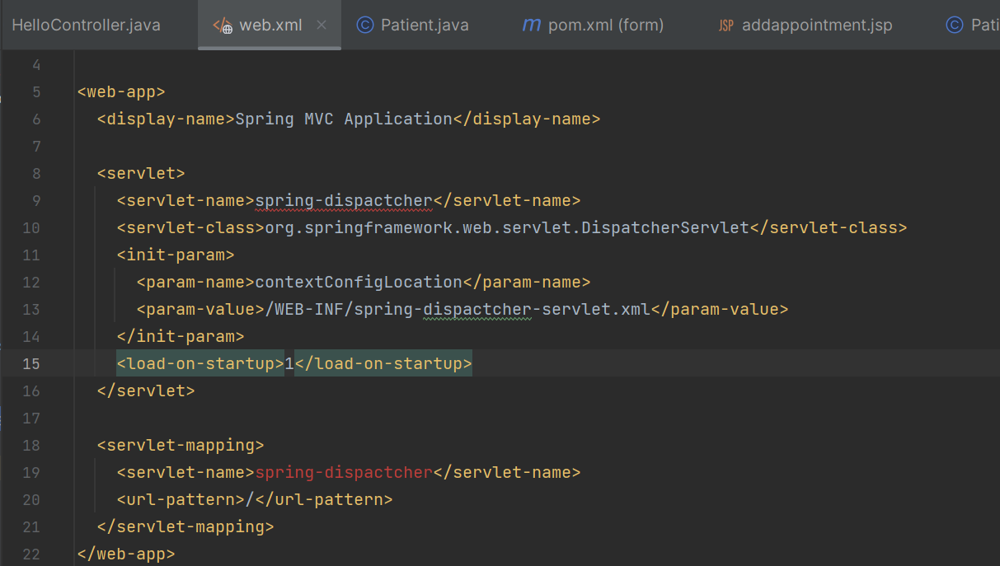 HelloController.java web.xml Patient.java pom.xml (form) addappointment.jsp Pati
4
5 <web-app>
6 <display-name>Spring MVC Application</display-name>
7
8 <servlet>
9 <servlet-name>spring-dispactcher</servlet-name>
10 <servlet-class>org.springframework.web.servlet.DispatcherServlet</servlet-class>
11 <init-param>
12 <param-name>contextConfigLocation</param-name>
13 <param-value>/WEB-INF/spring-dispactcher-servlet.xml</param-value>
14 </init-param>
15 <load-on-startup>1</load-on-startup>
16 </servlet>
17
18 <servlet-mapping>
19 <servlet-name>spring-dispactcher</servlet-name>
20 <url-pattern>/</url-pattern>
21 </servlet-mapping>
22 </web-app>